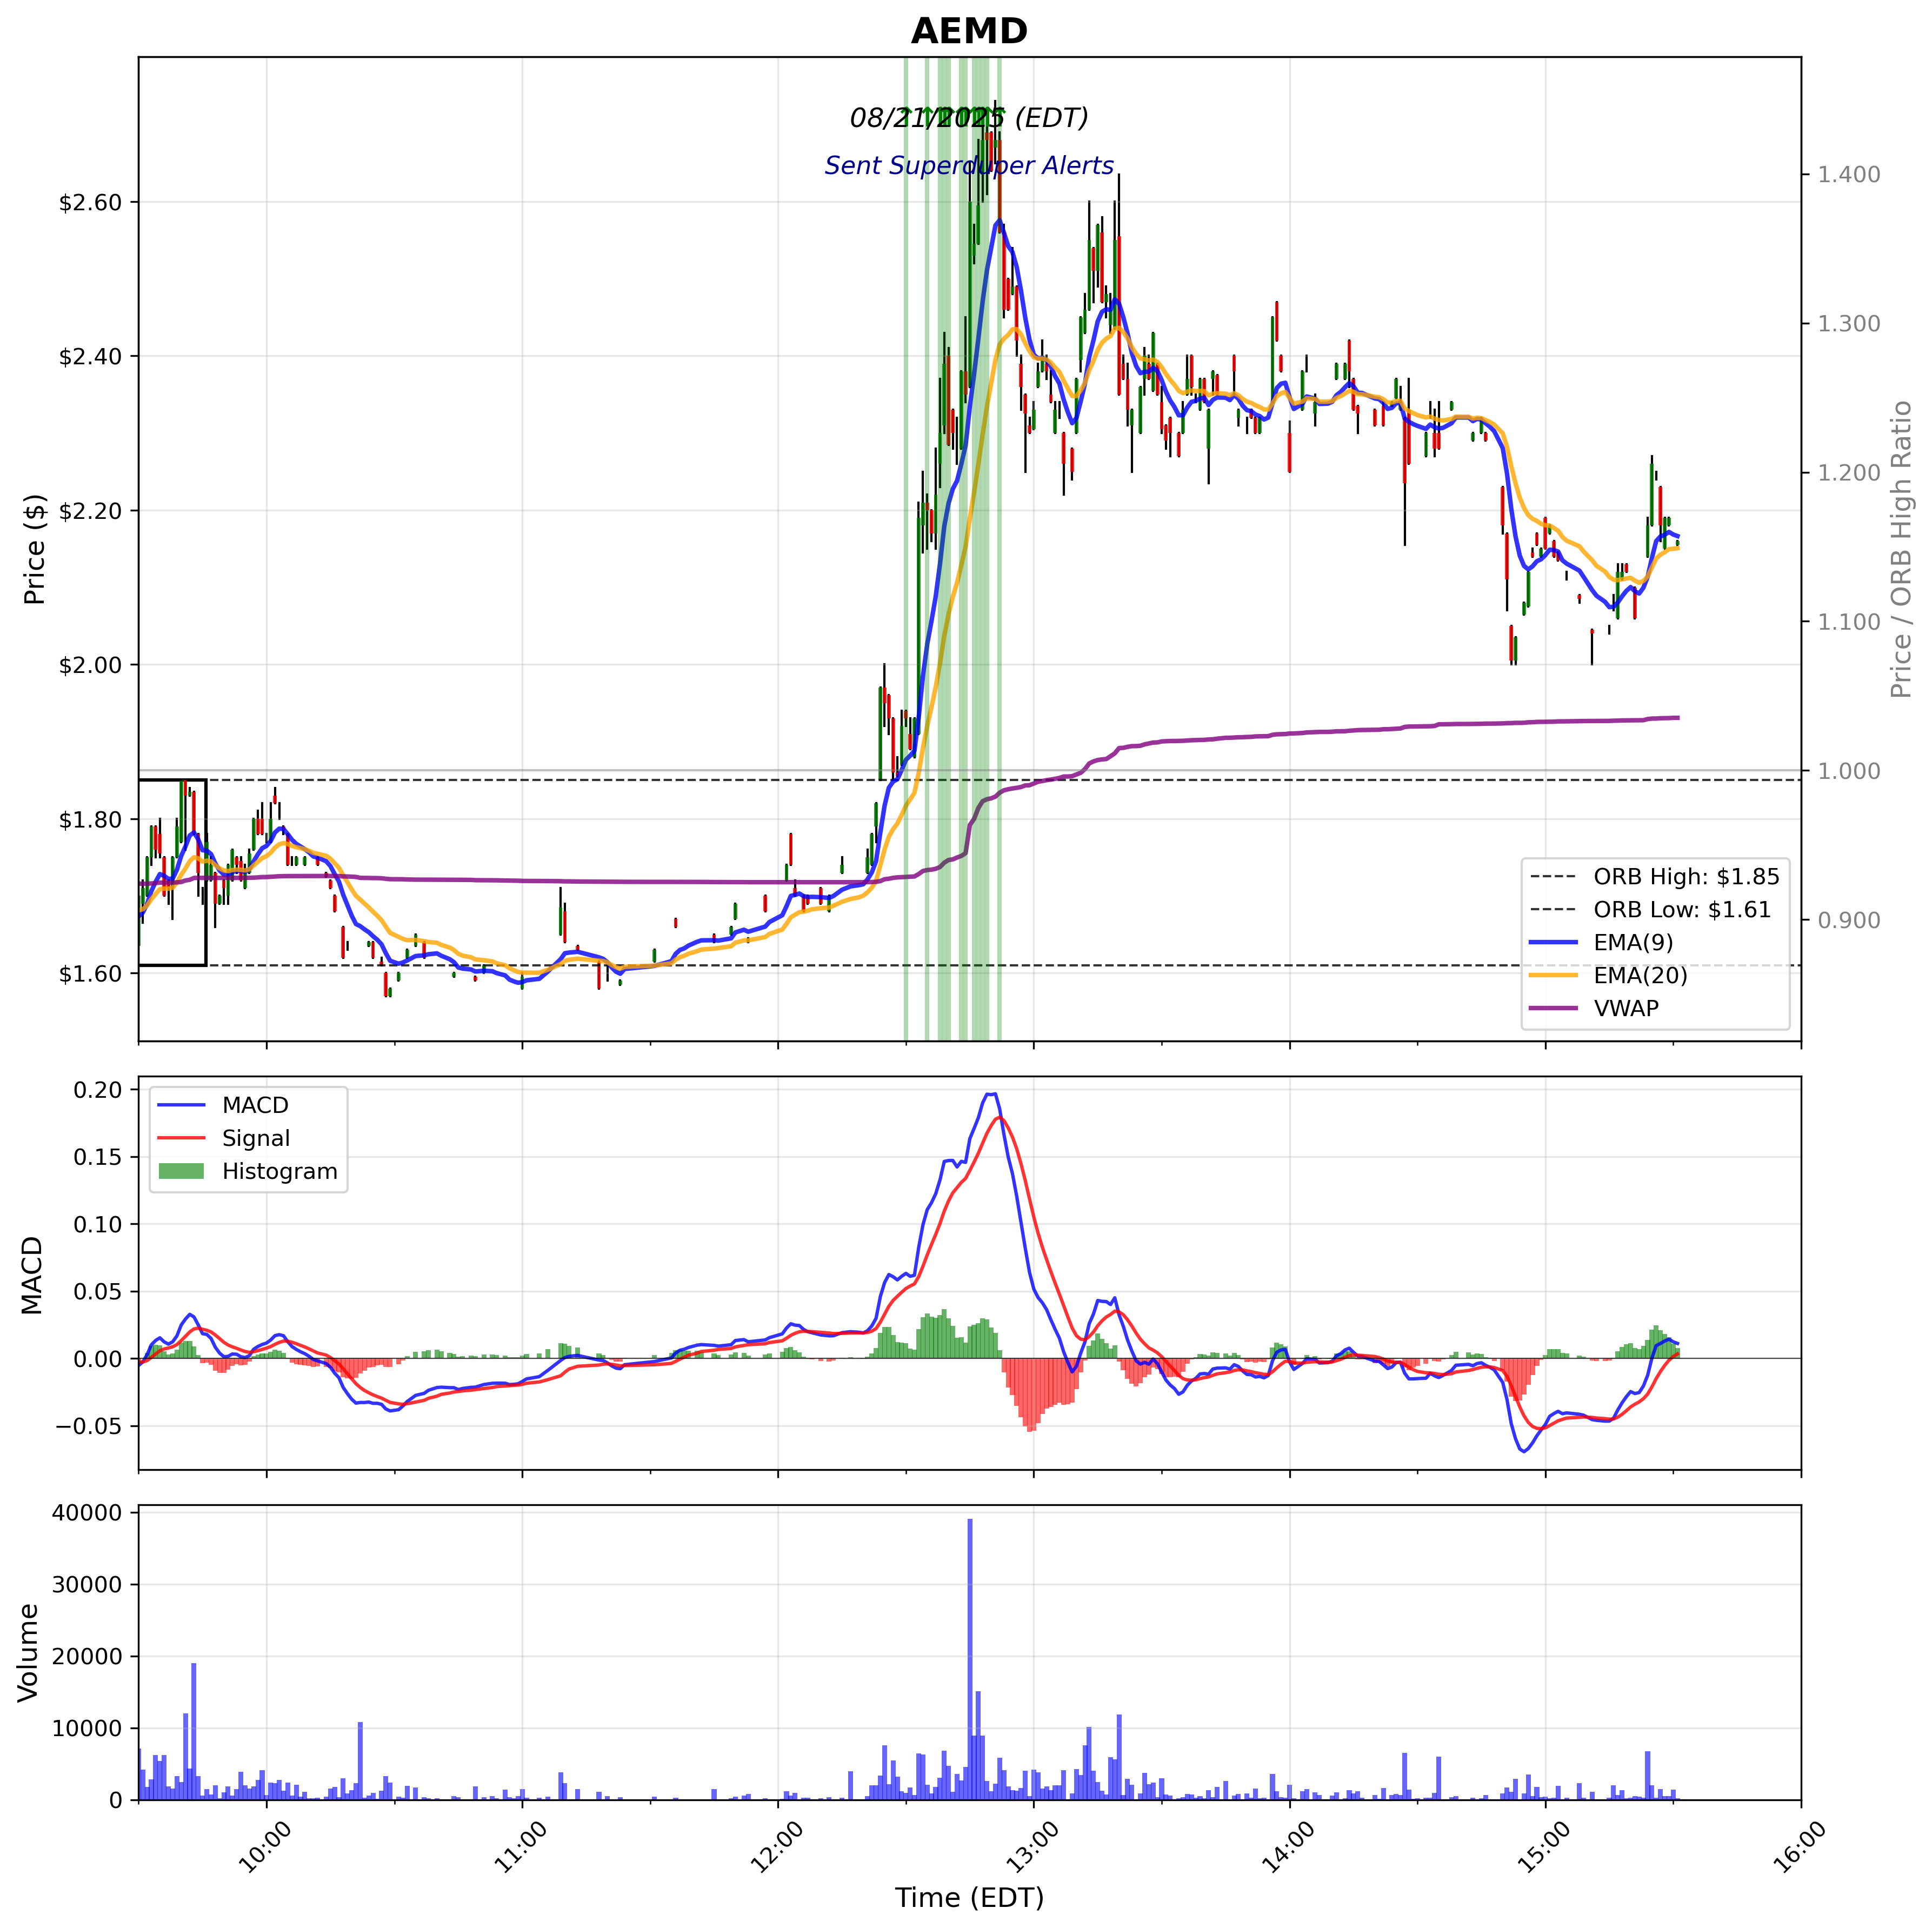 AEMD
08/21/2025 (EDT)
Sent Superduper Alerts
Price ($)
$2.60
$2.40
$2.20
$2.00
$1.80
$1.60
1.400
1.300
1.200
1.100
1.000
0.900
Price / ORB High Ratio
ORB High: $1.85
ORB Low: $1.61
EMA(9)
EMA(20)
VWAP
MACD
0.20
0.15
0.10
0.05
0.00
−0.05
MACD
Signal
Histogram
Volume
40000
30000
20000
10000
0
10:00
11:00
12:00
13:00
14:00
15:00
16:00
Time (EDT)